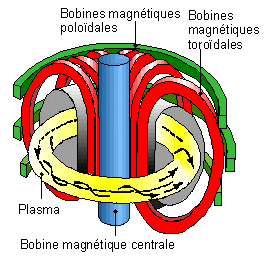 Bobines magnétiques
poloïdales
Bobines
magnétiques
toroïdales
Plasma
Bobine magnétique centrale